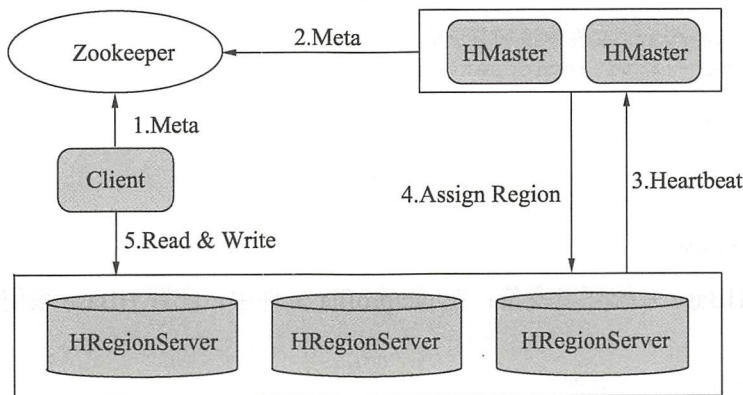 2.Meta
HMaster
HMaster
Zookeeper
1.Meta
Client
4.Assign Region
3.Heartbeat
5.Read & Write
HRegionServer
HRegionServer
HRegionServer